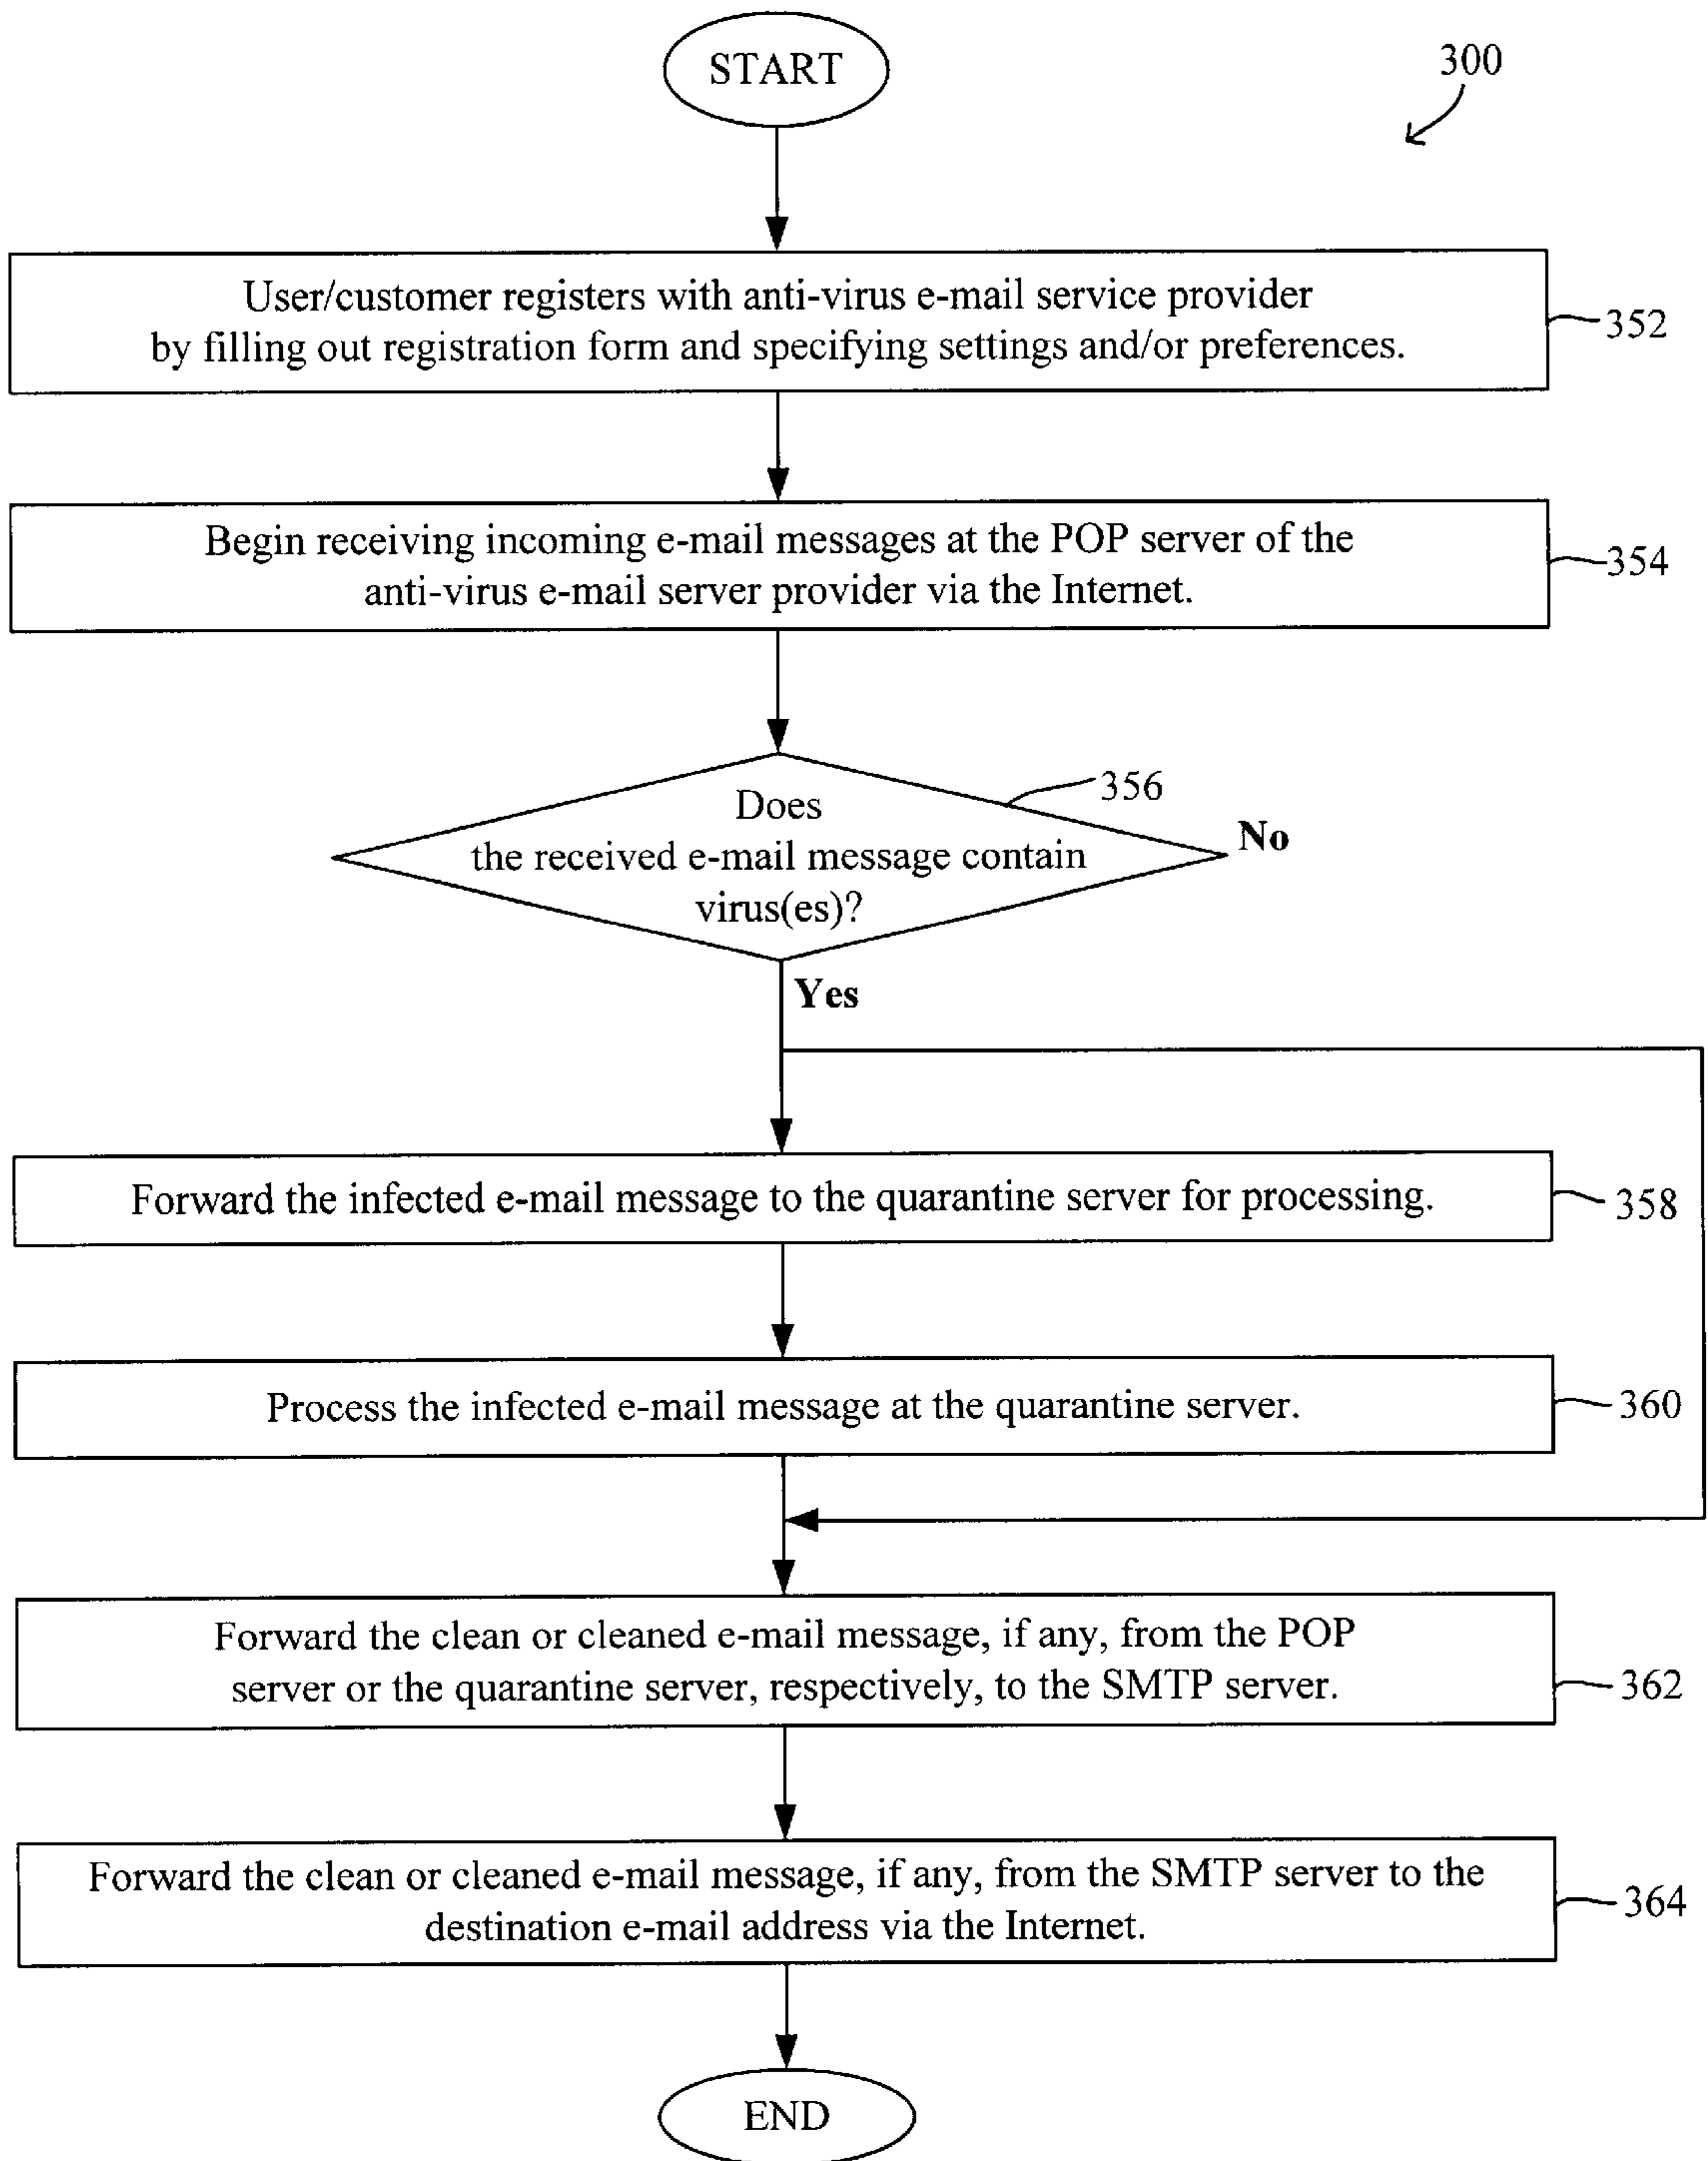 START
300
User/customer registers with anti-virus e-mail service provider
by filling out registration form and specifying settings and/or preferences.
352
Begin receiving incoming e-mail messages at the POP server of the
anti-virus e-mail server provider via the Internet.
354
Does
the received e-mail message contain
virus(es)?
356
No
Yes
Forward the infected e-mail message to the quarantine server for processing.
358
Process the infected e-mail message at the quarantine server.
360
Forward the clean or cleaned e-mail message, if any, from the POP
server or the quarantine server, respectively, to the SMTP server.
362
Forward the clean or cleaned e-mail message, if any, from the SMTP server to the
destination e-mail address via the Internet.
364
END